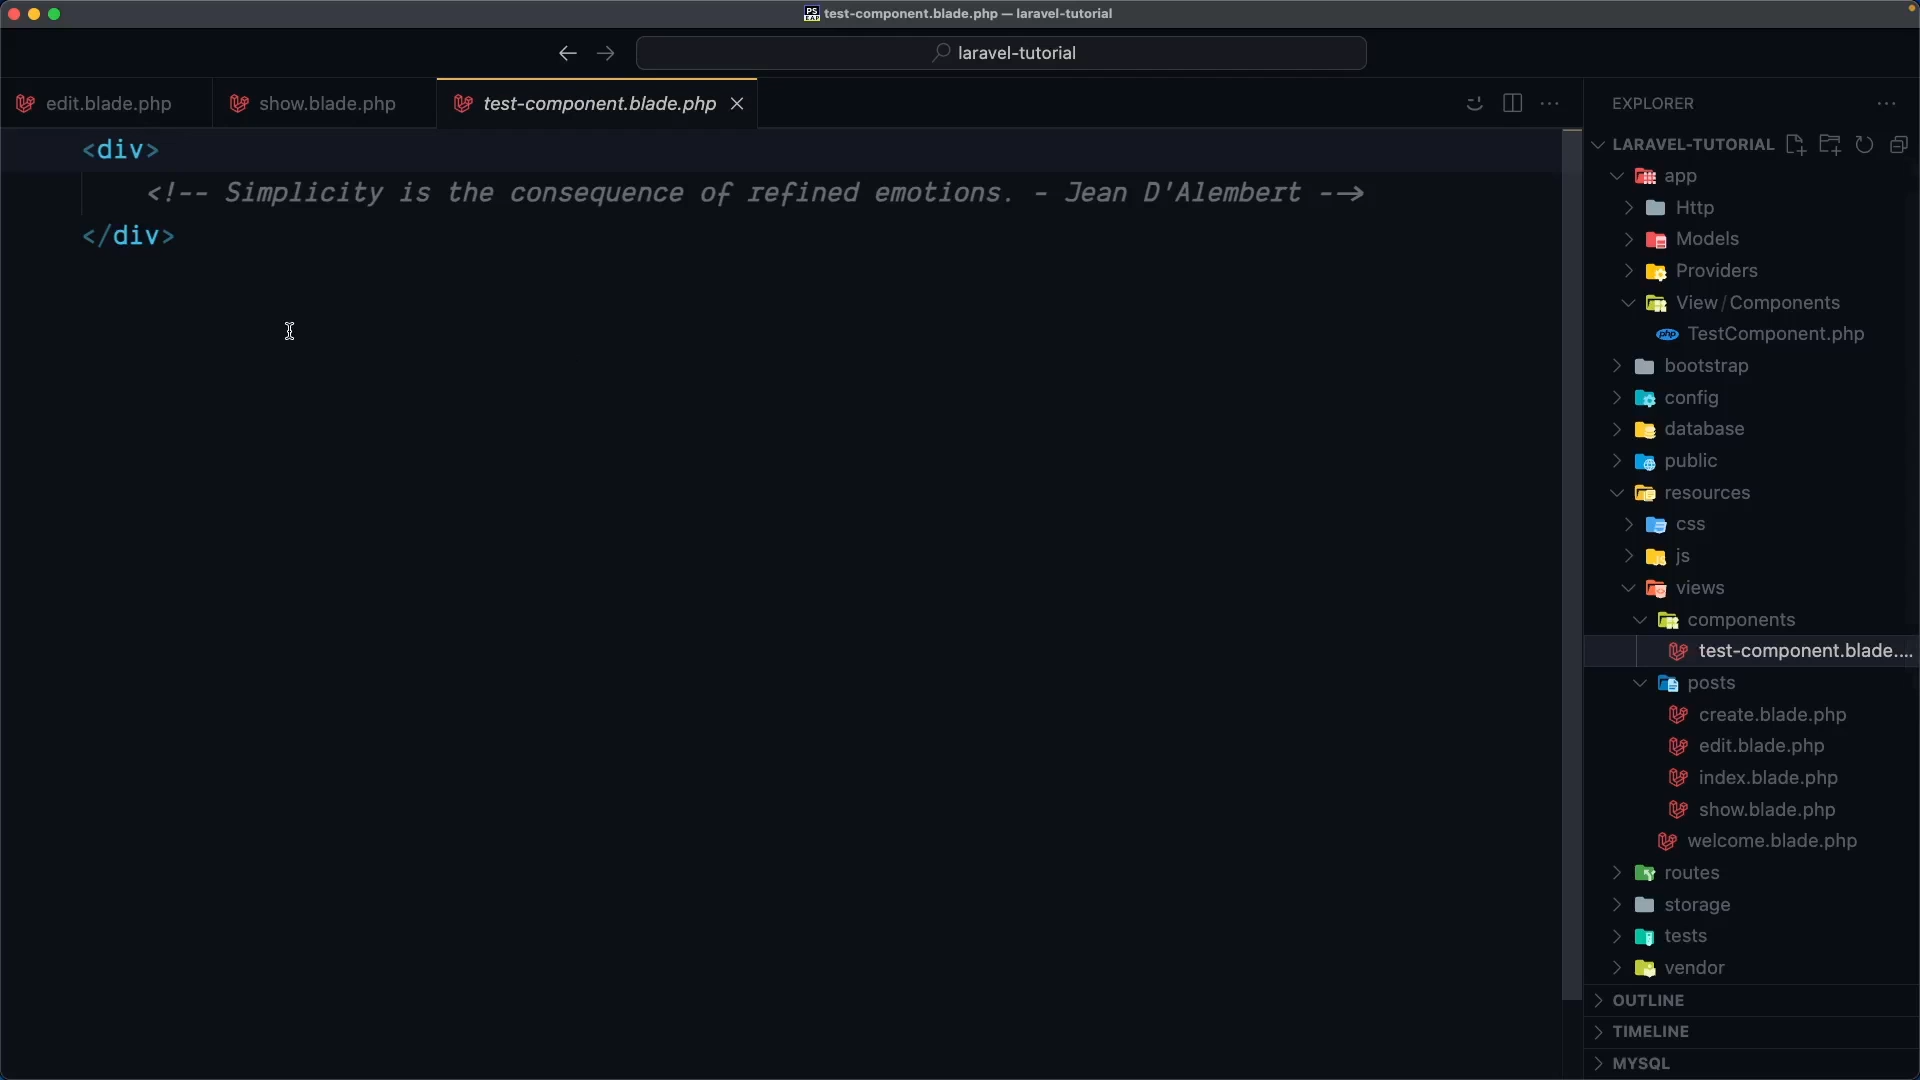 test-component.blade.php — laravel-tutorial
laravel-tutorial
edit.blade.php
show.blade.php
test-component.blade.php
<div>
<!-- Simplicity is the consequence of refined emotions. - Jean D'Alembert -->
</div>
EXPLORER
LARAVEL-TUTORIAL
app
Http
Models
Providers
View / Components
TestComponent.php
bootstrap
config
database
public
resources
css
js
views
components
test-component.blade....
posts
create.blade.php
edit.blade.php
index.blade.php
show.blade.php
welcome.blade.php
routes
storage
tests
vendor
OUTLINE
TIMELINE
MYSQL